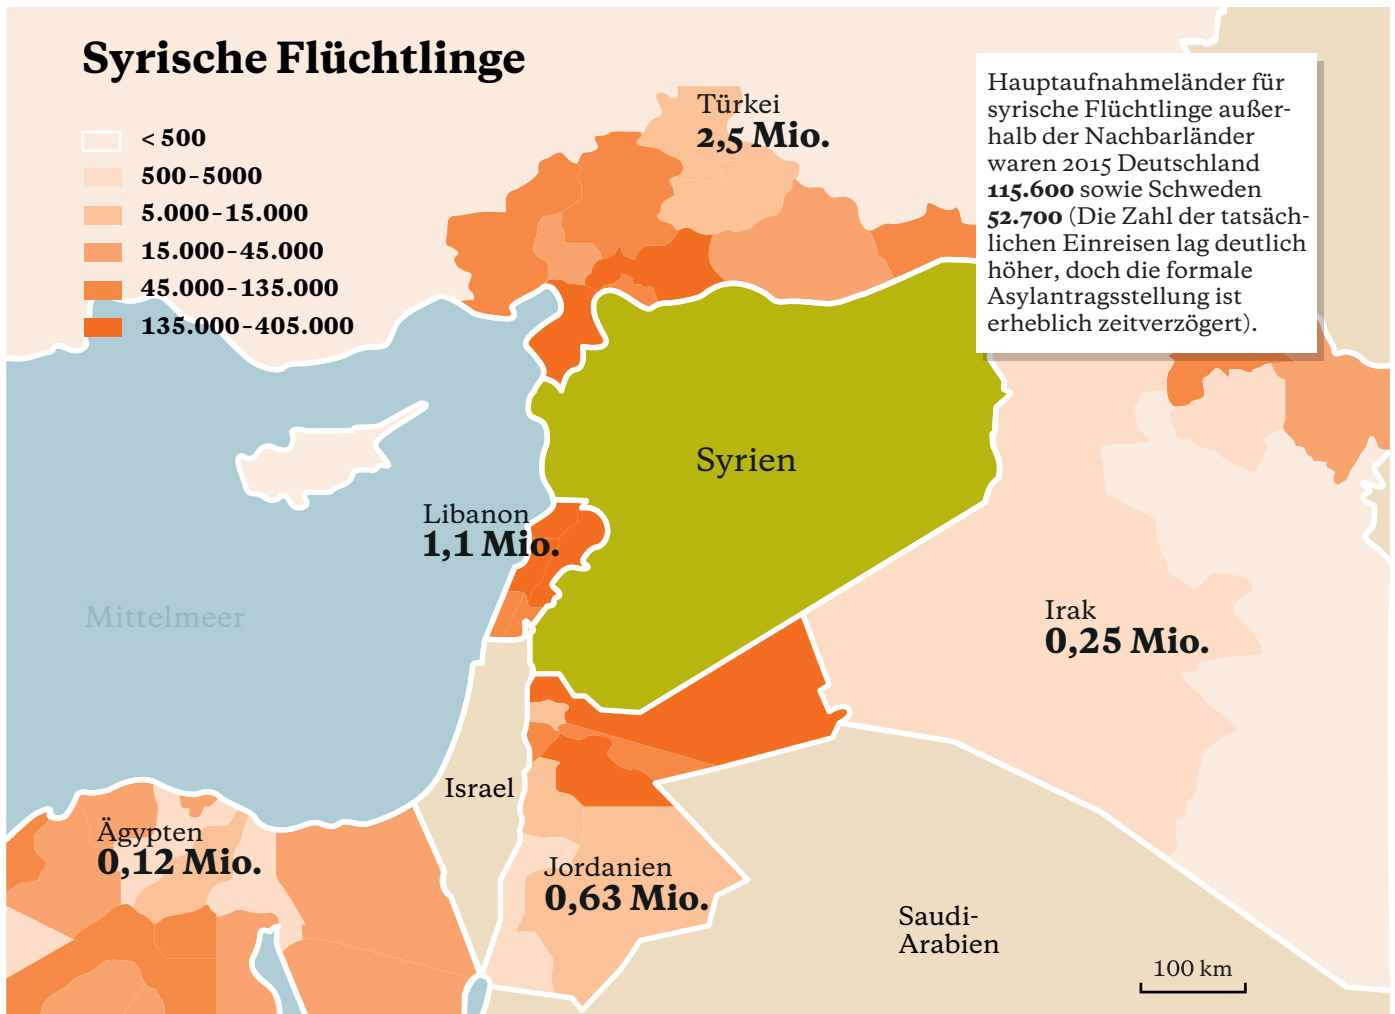 Syrische Flüchtlinge
< 500
500–5000
5.000–15.000
15.000–45.000
45.000–135.000
135.000–405.000
Türkei
2,5 Mio.
Hauptaufnahmeländer für
syrische Flüchtlinge außer-
halb der Nachbarländer
waren 2015 Deutschland
115.600 sowie Schweden
52.700 (Die Zahl der tatsäch-
lichen Einreisen lag deutlich
höher, doch die formale
Asylantragsstellung ist
erheblich zeitverzögert).
Syrien
Libanon
1,1 Mio.
Mittelmeer
Irak
0,25 Mio.
Israel
Ägypten
0,12 Mio.
Jordanien
0,63 Mio.
Saudi-
Arabien
100 km